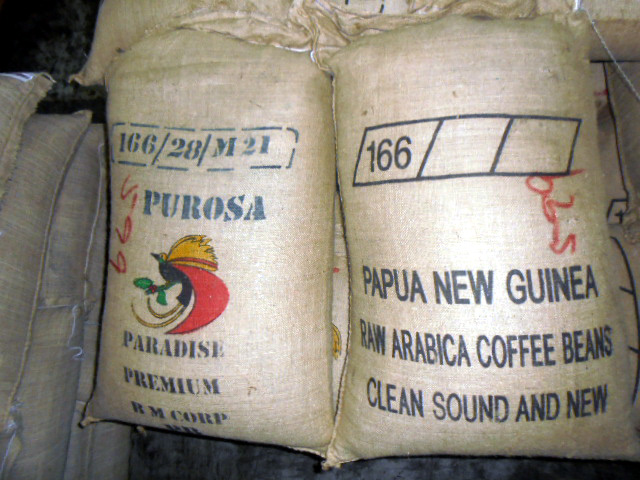 166/28/M 21
PUROSA
PARADISE
PREMIUM
B M CORP
166
PAPUA NEW GUINEA
RAW ARABICA COFFEE BEANS
CLEAN SOUND AND NEW